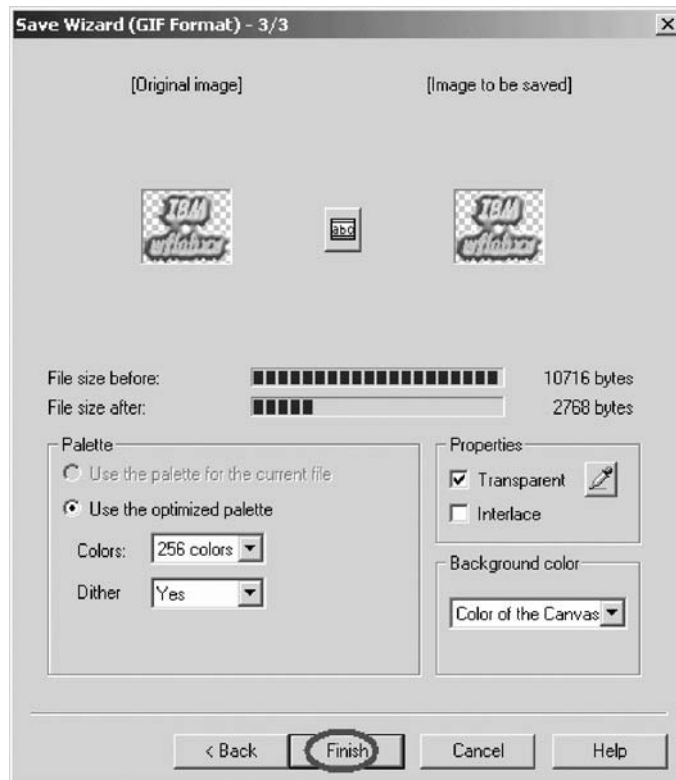 Save Wizard (GIF Format) - 3/3
[Original image] [Image to be saved]
IBM IBM
abc
File size before: 10716 bytes
File size after: 2768 bytes
Palette
Use the palette for the current file
Use the optimized palette
Colors: 256 colors
Dither Yes
Properties
Transparent
Interlace
Background color
Color of the Canvas
< Back Finish Cancel Help